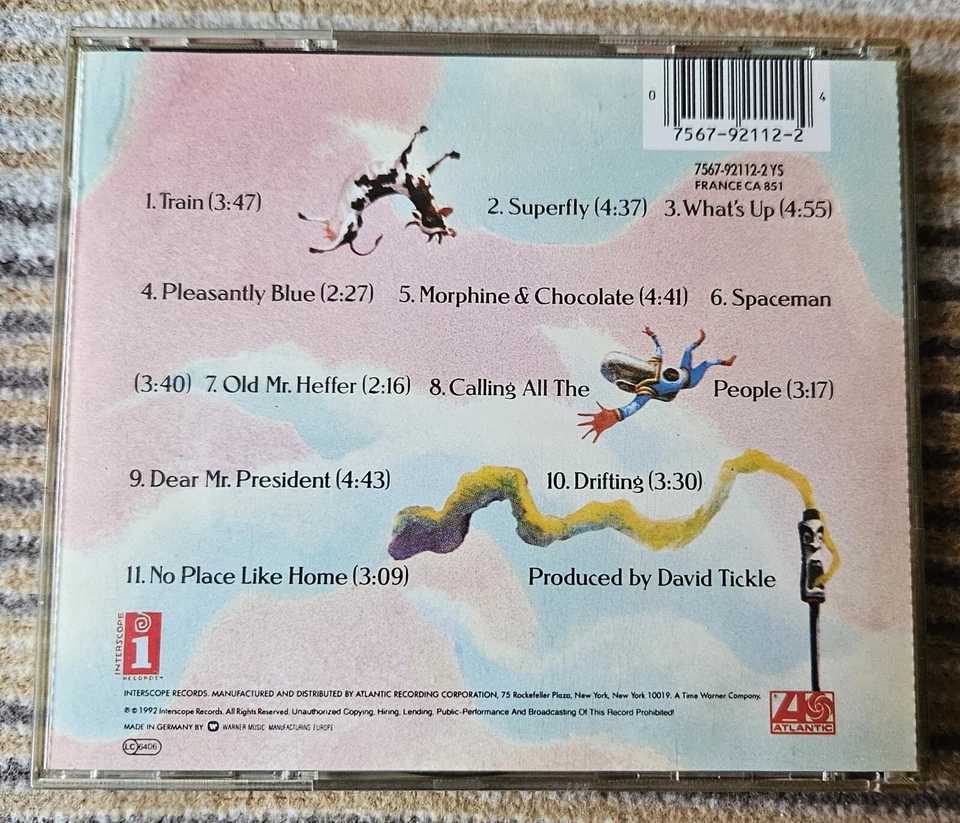 0 4
7567-92112-2
7567-92112-2 YS
FRANCE CA 851
1. Train (3:47) 2. Superfly (4:37) 3. What's Up (4:55)
4. Pleasantly Blue (2:27) 5. Morphine & Chocolate (4:41) 6. Spaceman
(3:40) 7. Old Mr. Heffer (2:16) 8. Calling All The People (3:17)
9. Dear Mr. President (4:43) 10. Drifting (3:30)
11. No Place Like Home (3:09) Produced by David Tickle
INTERSCOPE
i
RECORDS™
INTERSCOPE RECORDS. MANUFACTURED AND DISTRIBUTED BY ATLANTIC RECORDING CORPORATION, 75 Rockefeller Plaza, New York, New York 10019. A Time Warner Company.
℗ © 1992 Interscope Records. All Rights Reserved. Unauthorized Copying, Hiring, Lending, Public-Performance And Broadcasting Of This Record Prohibited!
MADE IN GERMANY BY WARNER MUSIC MANUFACTURING EUROPE
LC 6406
A
ATLANTIC